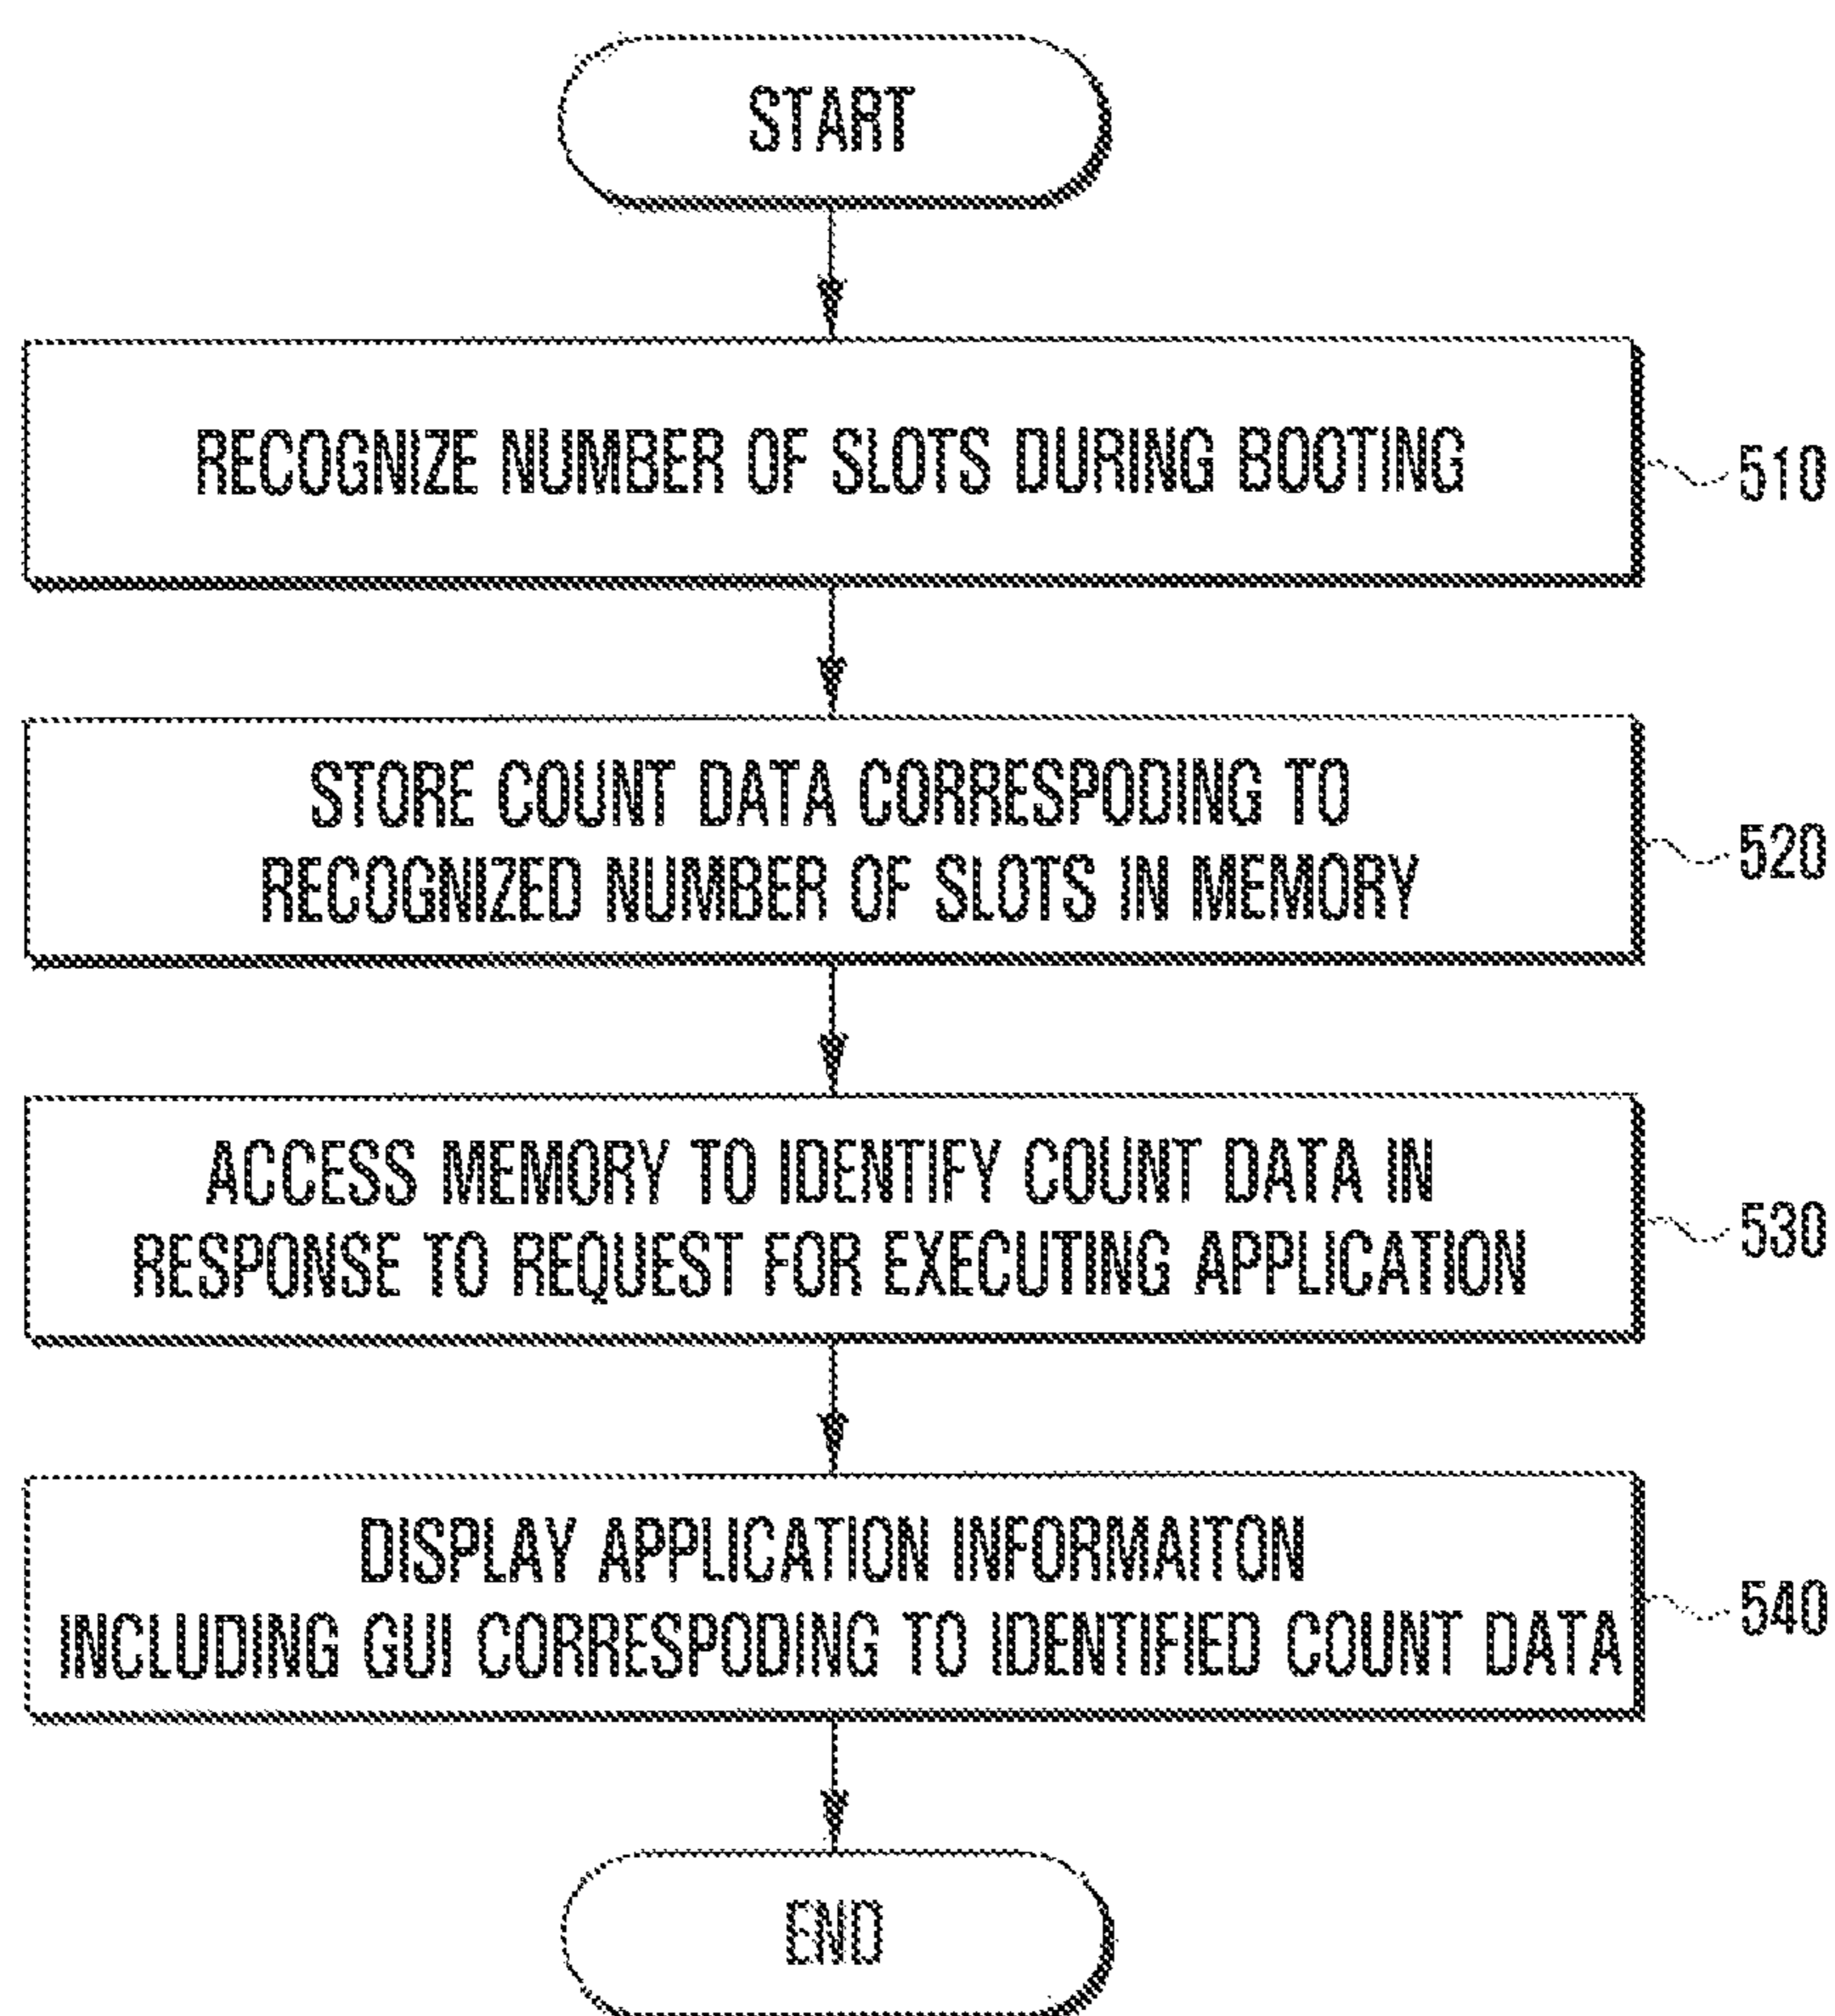 START
RECOGNIZE NUMBER OF SLOTS DURING BOOTING
510
STORE COUNT DATA CORRESPODING TO
RECOGNIZED NUMBER OF SLOTS IN MEMORY
520
ACCESS MEMORY TO IDENTIFY COUNT DATA IN
RESPONSE TO REQUEST FOR EXECUTING APPLICATION
530
DISPLAY APPLICATION INFORMAITON
INCLUDING GUI CORRESPODING TO IDENTIFIED COUNT DATA
540
END